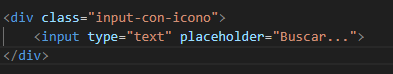 <div class="input-con-icono">
<input type="text" placeholder="Buscar...">
</div>